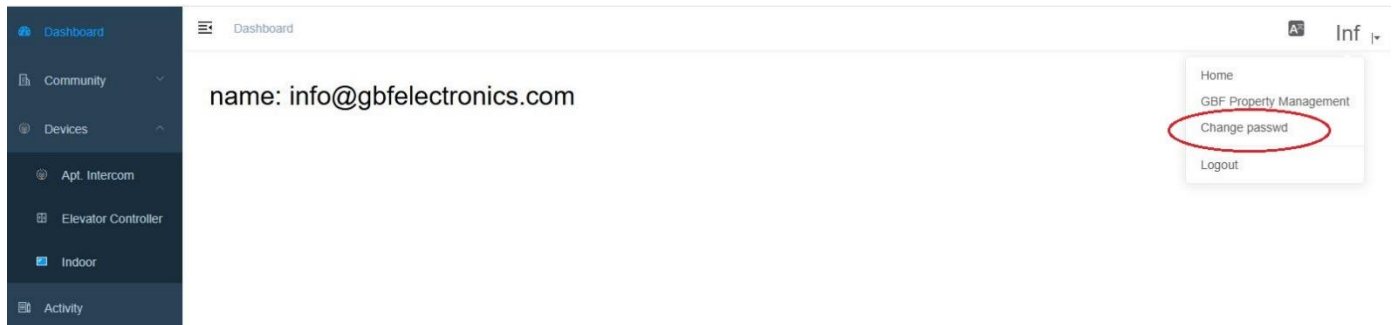 Dashboard
Community
Devices
Apt. Intercom
Elevator Controller
Indoor
Activity
Dashboard
Inf
name: info@gbfelectronics.com
Home
GBF Property Management
Change passwd
Logout